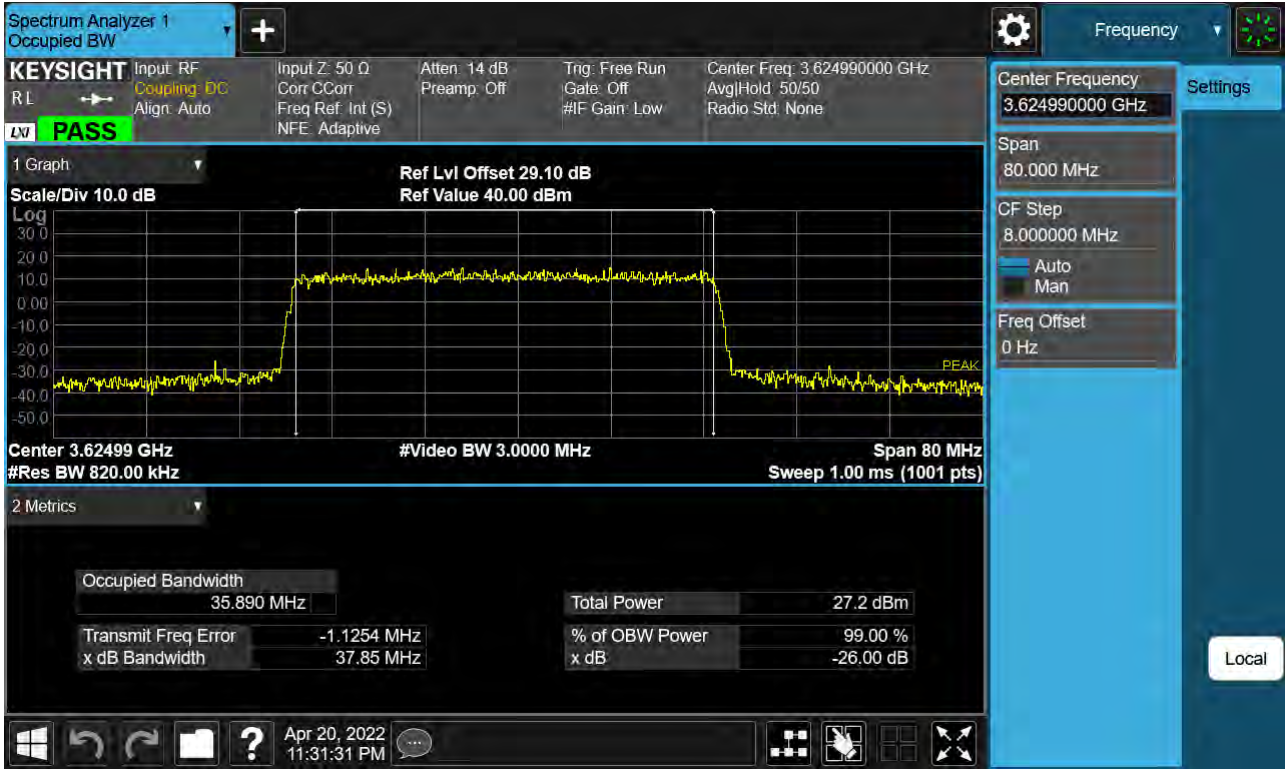 Spectrum Analyzer 1
Occupied BW
+
Frequency
KEYSIGHT
Input: RF
Coupling: DC
Align: Auto
Input Z: 50 Ω
Corr CCorr
Freq Ref: Int (S)
NFE: Adaptive
Atten: 14 dB
Preamp: Off
Trig: Free Run
Gate: Off
#IF Gain: Low
Center Freq: 3.624990000 GHz
Avg|Hold: 50/50
Radio Std: None
R L
LXI PASS
Center Frequency
3.624990000 GHz
Settings
Span
80.000 MHz
CF Step
8.000000 MHz
Auto
Man
Freq Offset
0 Hz
Local
1 Graph
Scale/Div 10.0 dB
Ref Lvl Offset 29.10 dB
Ref Value 40.00 dBm
Log
30.0
20.0
10.0
0.00
-10.0
-20.0
-30.0
-40.0
-50.0
PEAK
Center 3.62499 GHz
#Video BW 3.0000 MHz
Span 80 MHz
#Res BW 820.00 kHz
Sweep 1.00 ms (1001 pts)
2 Metrics
Occupied Bandwidth
35.890 MHz
Total Power 27.2 dBm
Transmit Freq Error -1.1254 MHz
% of OBW Power 99.00 %
x dB Bandwidth 37.85 MHz
x dB -26.00 dB
?
Apr 20, 2022
11:31:31 PM